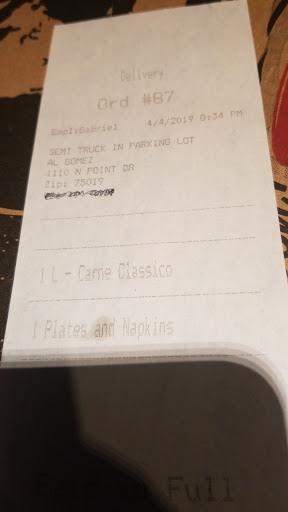 Delivery
Ord #87
Empl:Gabriel 4/4/2019 8:34 PM
SEMI TRUCK IN PARKING LOT
AL GOMEZ
1110 N POINT DR
Zip: 75019
1 L - Carne Classico
1 Plates and Napkins
Full